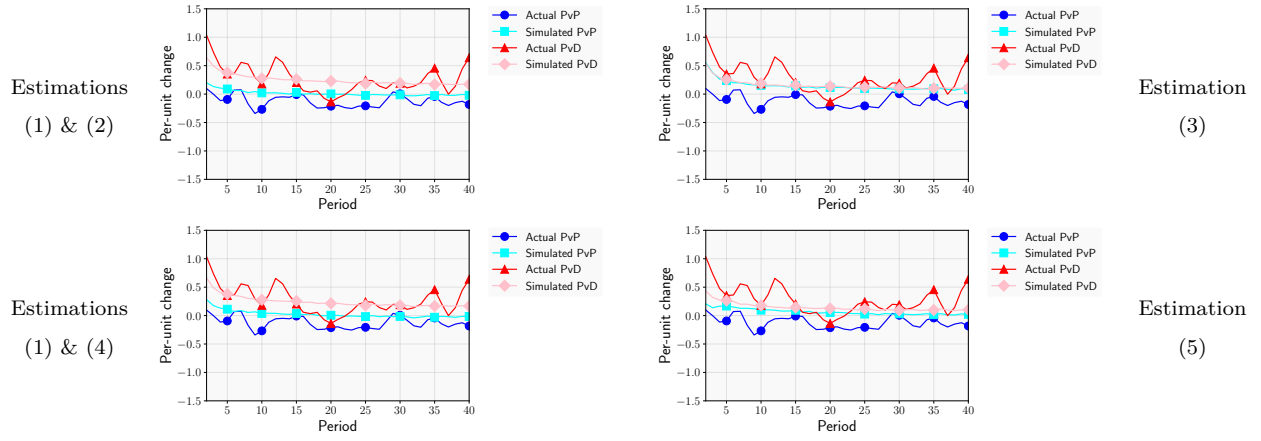 Estimations
(1) & (2)
1.5
1.0
0.5
0.0
−0.5
−1.0
−1.5
Per-unit change
5 10 15 20 25 30 35 40
Period
Actual PvP
Simulated PvP
Actual PvD
Simulated PvD
1.5
1.0
0.5
0.0
−0.5
−1.0
−1.5
Per-unit change
5 10 15 20 25 30 35 40
Period
Actual PvP
Simulated PvP
Actual PvD
Simulated PvD
Estimation
(3)
Estimations
(1) & (4)
1.5
1.0
0.5
0.0
−0.5
−1.0
−1.5
Per-unit change
5 10 15 20 25 30 35 40
Period
Actual PvP
Simulated PvP
Actual PvD
Simulated PvD
1.5
1.0
0.5
0.0
−0.5
−1.0
−1.5
Per-unit change
5 10 15 20 25 30 35 40
Period
Actual PvP
Simulated PvP
Actual PvD
Simulated PvD
Estimation
(5)